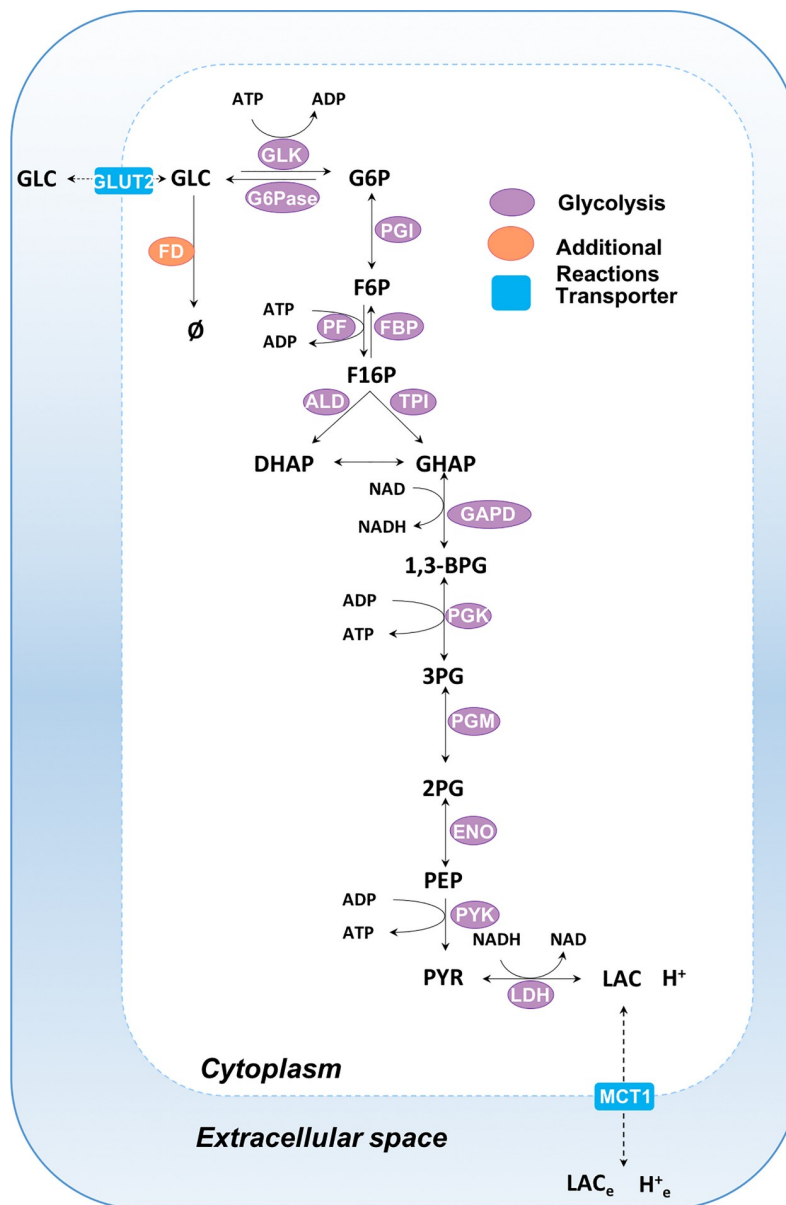 ATP ADP
GLK
GLC GLUT2 GLC G6P
G6Pase
Glycolysis
PGI
FD
Additional
Reactions
F6P
Transporter
ATP
Ø PF FBP
ADP
F16P
ALD TPI
DHAP GHAP
NAD
GAPD
NADH
1,3-BPG
ADP
PGK
ATP
3PG
PGM
2PG
ENO
PEP
ADP
PYK
ATP NADH NAD
PYR LAC H⁺
LDH
Cytoplasm
MCT1
Extracellular space
LACₑ H⁺ₑ